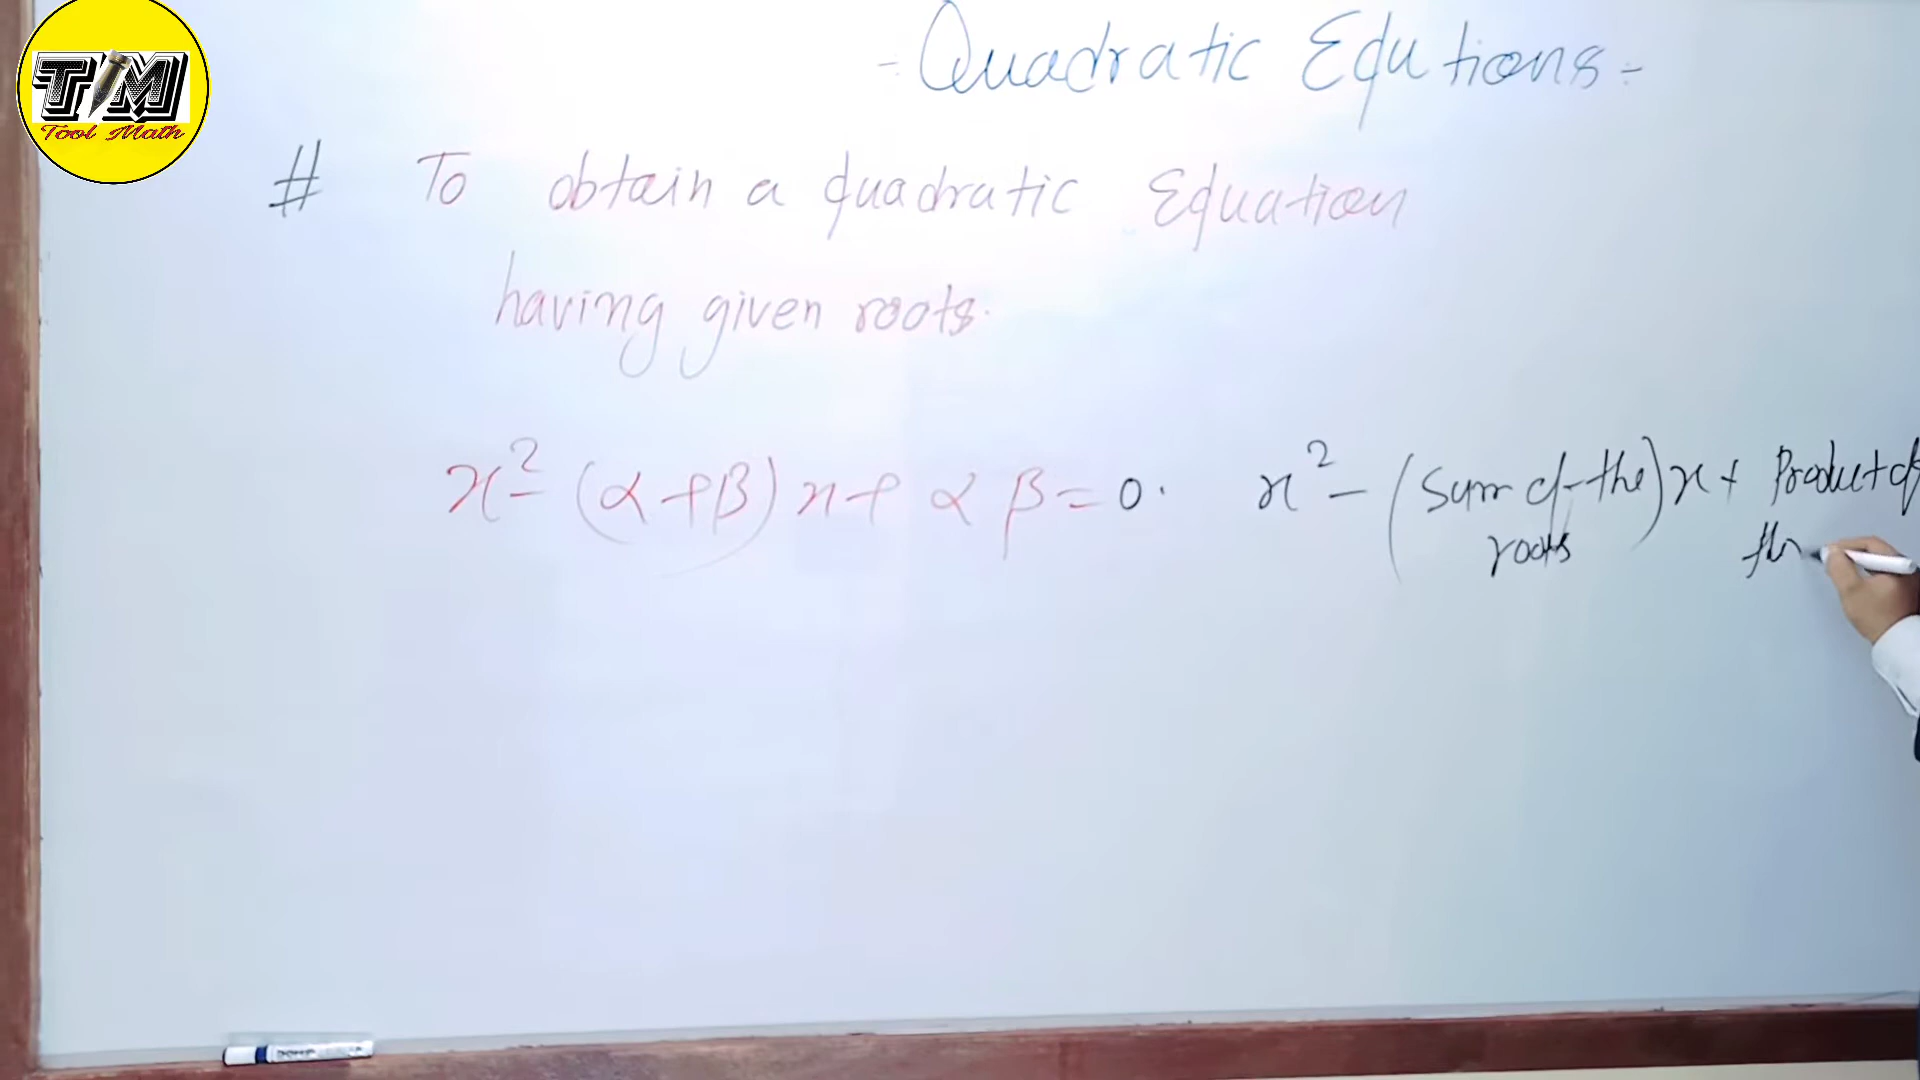 TM
Tool Math
- Quadratic Equtions -
# To obtain a quadratic Equation
having given roots.
x² - (α + β) x + α β = 0.
x² - (Sum of the roots) x + Product of
the